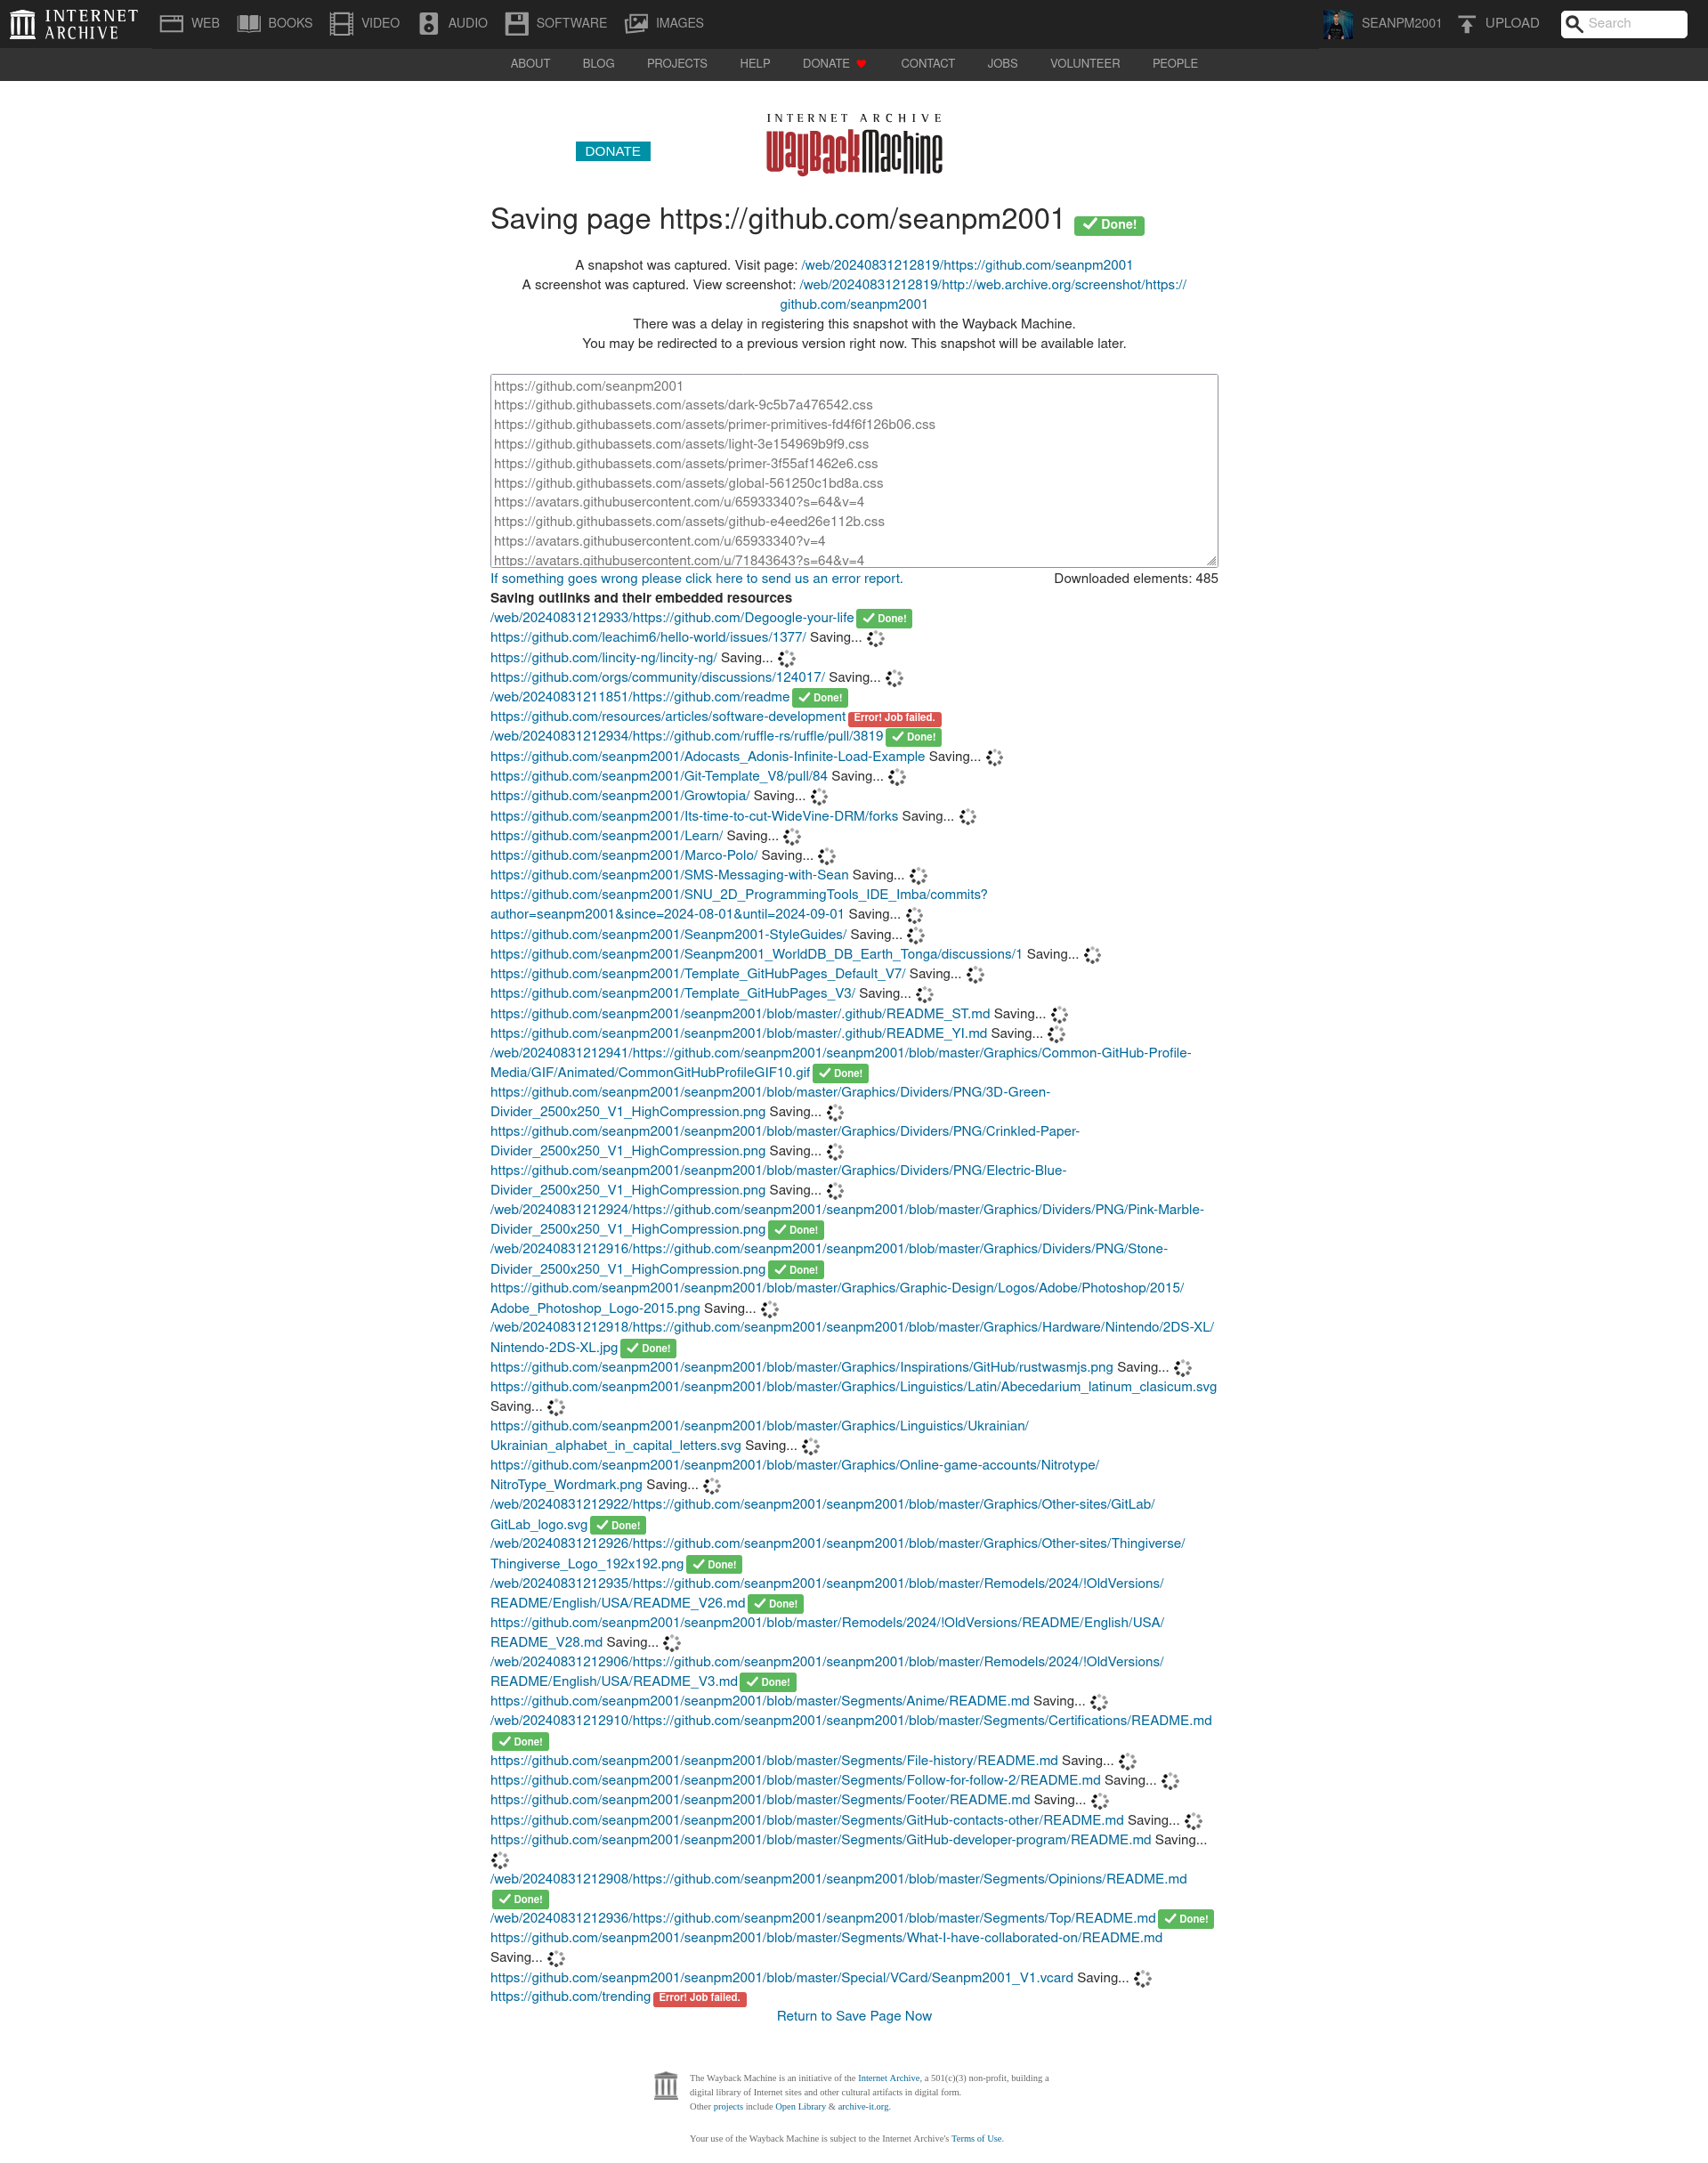 INTERNET ARCHIVE
WEB BOOKS VIDEO AUDIO SOFTWARE IMAGES SEANPM2001 UPLOAD Search
ABOUT BLOG PROJECTS HELP DONATE CONTACT JOBS VOLUNTEER PEOPLE
INTERNET ARCHIVE
DONATE WayBackMachine
Saving page https://github.com/seanpm2001 Done!
A snapshot was captured. Visit page: /web/20240831212819/https://github.com/seanpm2001
A screenshot was captured. View screenshot: /web/20240831212819/http://web.archive.org/screenshot/https://
github.com/seanpm2001
There was a delay in registering this snapshot with the Wayback Machine.
You may be redirected to a previous version right now. This snapshot will be available later.
https://github.com/seanpm2001
https://github.githubassets.com/assets/dark-9c5b7a476542.css
https://github.githubassets.com/assets/primer-primitives-fd4f6f126b06.css
https://github.githubassets.com/assets/light-3e154969b9f9.css
https://github.githubassets.com/assets/primer-3f55af1462e6.css
https://github.githubassets.com/assets/global-561250c1bd8a.css
https://avatars.githubusercontent.com/u/65933340?s=64&v=4
https://github.githubassets.com/assets/github-e4eed26e112b.css
https://avatars.githubusercontent.com/u/65933340?v=4
https://avatars.githubusercontent.com/u/71843643?s=64&v=4
If something goes wrong please click here to send us an error report. Downloaded elements: 485
Saving outlinks and their embedded resources
/web/20240831212933/https://github.com/Degoogle-your-life Done!
https://github.com/leachim6/hello-world/issues/1377/ Saving...
https://github.com/lincity-ng/lincity-ng/ Saving...
https://github.com/orgs/community/discussions/124017/ Saving...
/web/20240831211851/https://github.com/readme Done!
https://github.com/resources/articles/software-development Error! Job failed.
/web/20240831212934/https://github.com/ruffle-rs/ruffle/pull/3819 Done!
https://github.com/seanpm2001/Adocasts_Adonis-Infinite-Load-Example Saving...
https://github.com/seanpm2001/Git-Template_V8/pull/84 Saving...
https://github.com/seanpm2001/Growtopia/ Saving...
https://github.com/seanpm2001/Its-time-to-cut-WideVine-DRM/forks Saving...
https://github.com/seanpm2001/Learn/ Saving...
https://github.com/seanpm2001/Marco-Polo/ Saving...
https://github.com/seanpm2001/SMS-Messaging-with-Sean Saving...
https://github.com/seanpm2001/SNU_2D_ProgrammingTools_IDE_Imba/commits?
author=seanpm2001&since=2024-08-01&until=2024-09-01 Saving...
https://github.com/seanpm2001/Seanpm2001-StyleGuides/ Saving...
https://github.com/seanpm2001/Seanpm2001_WorldDB_DB_Earth_Tonga/discussions/1 Saving...
https://github.com/seanpm2001/Template_GitHubPages_Default_V7/ Saving...
https://github.com/seanpm2001/Template_GitHubPages_V3/ Saving...
https://github.com/seanpm2001/seanpm2001/blob/master/.github/README_ST.md Saving...
https://github.com/seanpm2001/seanpm2001/blob/master/.github/README_YI.md Saving...
/web/20240831212941/https://github.com/seanpm2001/seanpm2001/blob/master/Graphics/Common-GitHub-Profile-
Media/GIF/Animated/CommonGitHubProfileGIF10.gif Done!
https://github.com/seanpm2001/seanpm2001/blob/master/Graphics/Dividers/PNG/3D-Green-
Divider_2500x250_V1_HighCompression.png Saving...
https://github.com/seanpm2001/seanpm2001/blob/master/Graphics/Dividers/PNG/Crinkled-Paper-
Divider_2500x250_V1_HighCompression.png Saving...
https://github.com/seanpm2001/seanpm2001/blob/master/Graphics/Dividers/PNG/Electric-Blue-
Divider_2500x250_V1_HighCompression.png Saving...
/web/20240831212924/https://github.com/seanpm2001/seanpm2001/blob/master/Graphics/Dividers/PNG/Pink-Marble-
Divider_2500x250_V1_HighCompression.png Done!
/web/20240831212916/https://github.com/seanpm2001/seanpm2001/blob/master/Graphics/Dividers/PNG/Stone-
Divider_2500x250_V1_HighCompression.png Done!
https://github.com/seanpm2001/seanpm2001/blob/master/Graphics/Graphic-Design/Logos/Adobe/Photoshop/2015/
Adobe_Photoshop_Logo-2015.png Saving...
/web/20240831212918/https://github.com/seanpm2001/seanpm2001/blob/master/Graphics/Hardware/Nintendo/2DS-XL/
Nintendo-2DS-XL.jpg Done!
https://github.com/seanpm2001/seanpm2001/blob/master/Graphics/Inspirations/GitHub/rustwasmjs.png Saving...
https://github.com/seanpm2001/seanpm2001/blob/master/Graphics/Linguistics/Latin/Abecedarium_latinum_clasicum.svg
Saving...
https://github.com/seanpm2001/seanpm2001/blob/master/Graphics/Linguistics/Ukrainian/
Ukrainian_alphabet_in_capital_letters.svg Saving...
https://github.com/seanpm2001/seanpm2001/blob/master/Graphics/Online-game-accounts/Nitrotype/
NitroType_Wordmark.png Saving...
/web/20240831212922/https://github.com/seanpm2001/seanpm2001/blob/master/Graphics/Other-sites/GitLab/
GitLab_logo.svg Done!
/web/20240831212926/https://github.com/seanpm2001/seanpm2001/blob/master/Graphics/Other-sites/Thingiverse/
Thingiverse_Logo_192x192.png Done!
/web/20240831212935/https://github.com/seanpm2001/seanpm2001/blob/master/Remodels/2024/!OldVersions/
README/English/USA/README_V26.md Done!
https://github.com/seanpm2001/seanpm2001/blob/master/Remodels/2024/!OldVersions/README/English/USA/
README_V28.md Saving...
/web/20240831212906/https://github.com/seanpm2001/seanpm2001/blob/master/Remodels/2024/!OldVersions/
README/English/USA/README_V3.md Done!
https://github.com/seanpm2001/seanpm2001/blob/master/Segments/Anime/README.md Saving...
/web/20240831212910/https://github.com/seanpm2001/seanpm2001/blob/master/Segments/Certifications/README.md
Done!
https://github.com/seanpm2001/seanpm2001/blob/master/Segments/File-history/README.md Saving...
https://github.com/seanpm2001/seanpm2001/blob/master/Segments/Follow-for-follow-2/README.md Saving...
https://github.com/seanpm2001/seanpm2001/blob/master/Segments/Footer/README.md Saving...
https://github.com/seanpm2001/seanpm2001/blob/master/Segments/GitHub-contacts-other/README.md Saving...
https://github.com/seanpm2001/seanpm2001/blob/master/Segments/GitHub-developer-program/README.md Saving...
/web/20240831212908/https://github.com/seanpm2001/seanpm2001/blob/master/Segments/Opinions/README.md
Done!
/web/20240831212936/https://github.com/seanpm2001/seanpm2001/blob/master/Segments/Top/README.md Done!
https://github.com/seanpm2001/seanpm2001/blob/master/Segments/What-I-have-collaborated-on/README.md
Saving...
https://github.com/seanpm2001/seanpm2001/blob/master/Special/VCard/Seanpm2001_V1.vcard Saving...
https://github.com/trending Error! Job failed.
Return to Save Page Now
The Wayback Machine is an initiative of the Internet Archive, a 501(c)(3) non-profit, building a
digital library of Internet sites and other cultural artifacts in digital form.
Other projects include Open Library & archive-it.org.
Your use of the Wayback Machine is subject to the Internet Archive's Terms of Use.